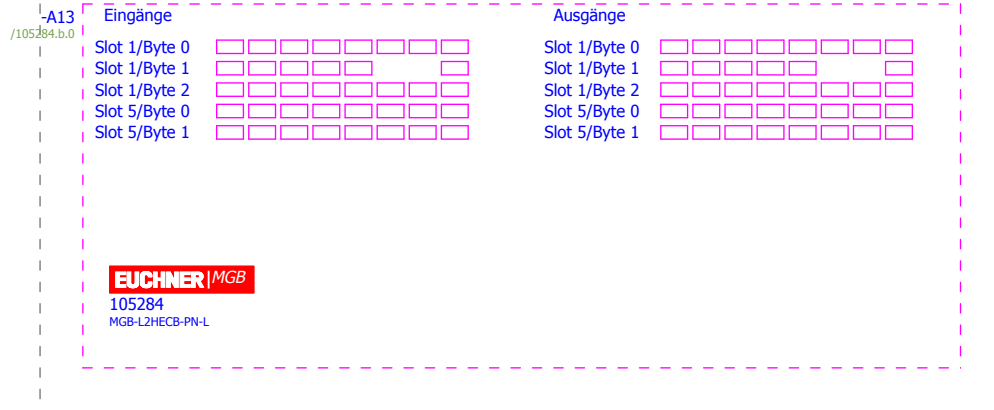 -A13
/105284.b.0
Eingänge
Slot 1/Byte 0
Slot 1/Byte 1
Slot 1/Byte 2
Slot 5/Byte 0
Slot 5/Byte 1
Ausgänge
Slot 1/Byte 0
Slot 1/Byte 1
Slot 1/Byte 2
Slot 5/Byte 0
Slot 5/Byte 1
EUCHNER|MGB
105284
MGB-L2HECB-PN-L